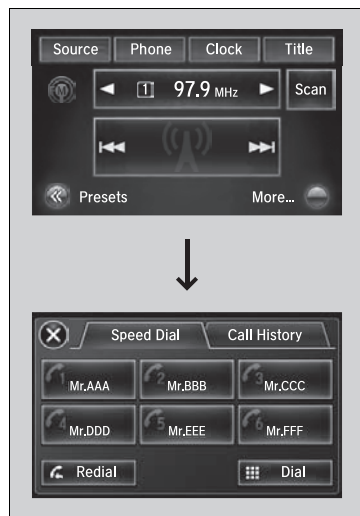 Source Phone Clock Title
1 97.9 MHz Scan
Presets More...
Speed Dial Call History
1 Mr.AAA 2 Mr.BBB 3 Mr.CCC
4 Mr.DDD 5 Mr.EEE 6 Mr.FFF
Redial Dial